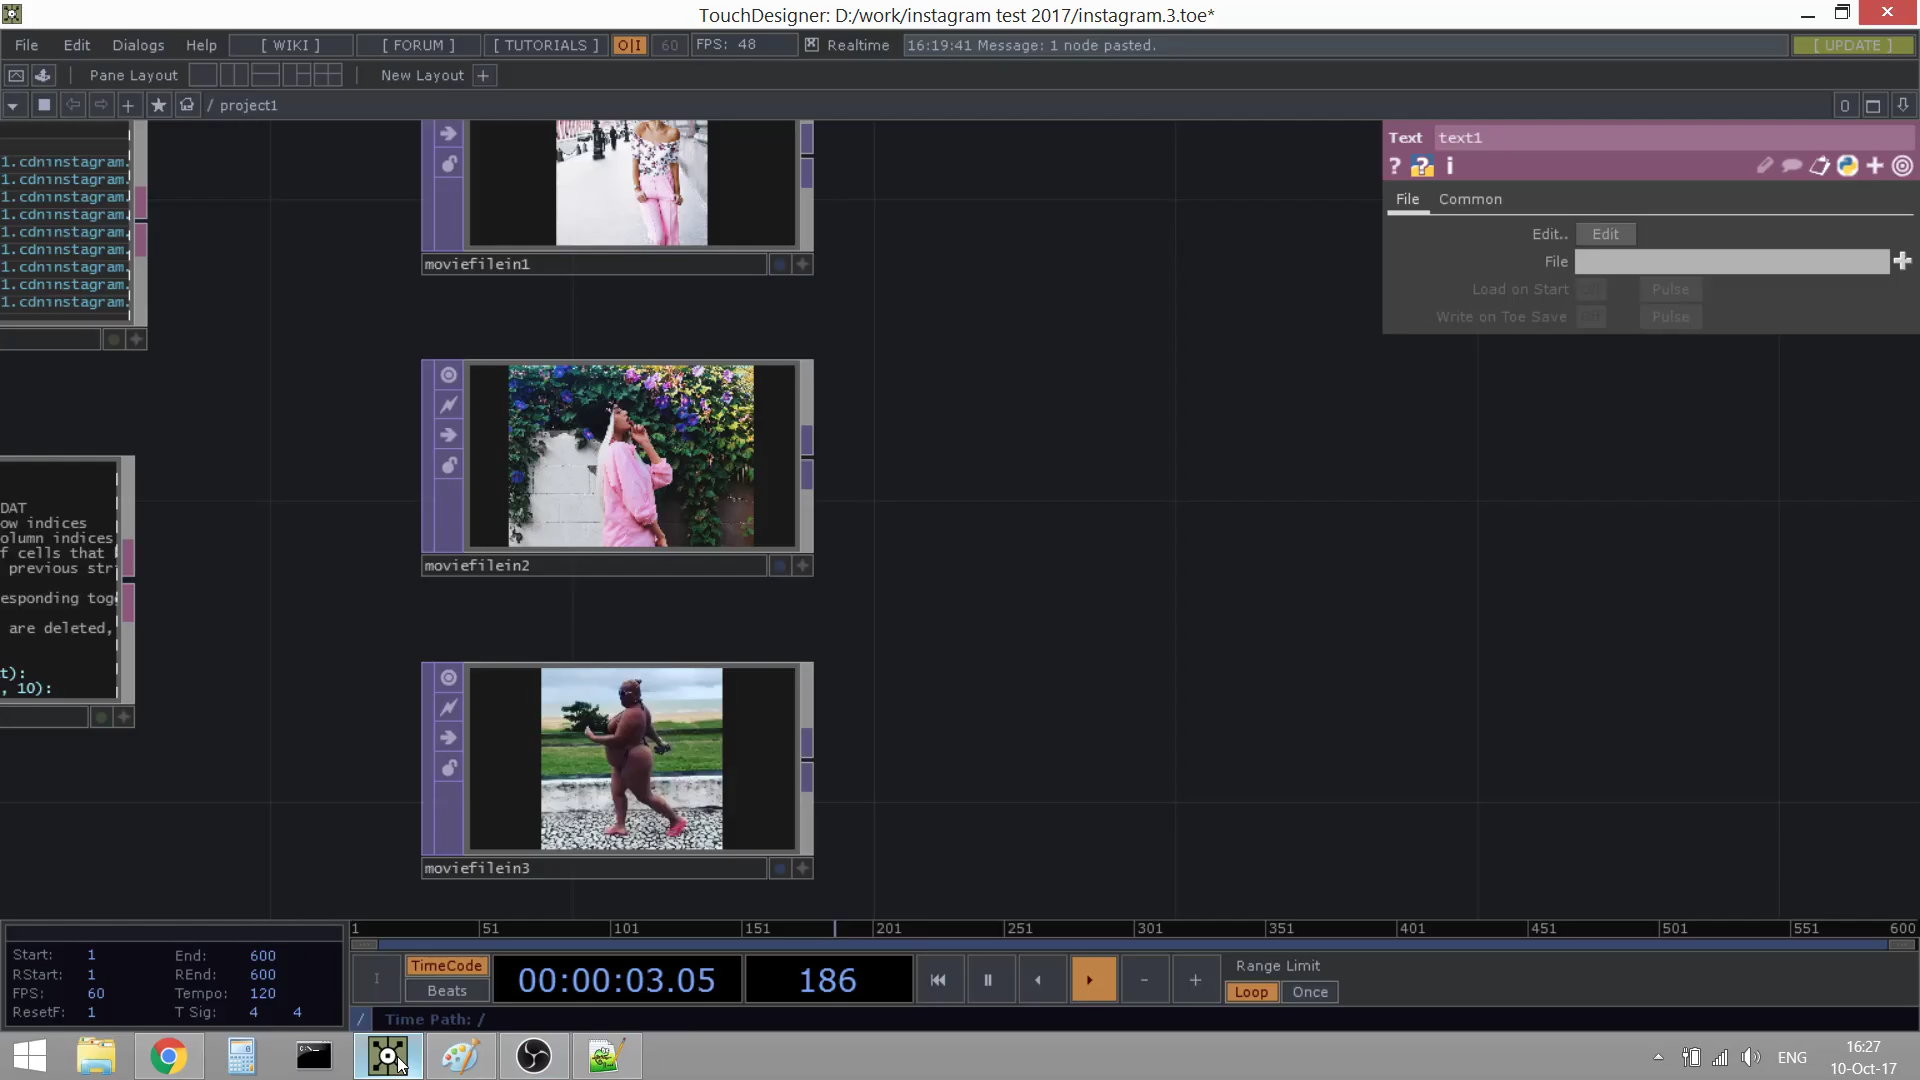 TouchDesigner: D:/work/instagram test 2017/instagram.3.toe*
File Edit Dialogs Help [ WIKI ] [ FORUM ] [ TUTORIALS ] O|I 60 FPS: 48 Realtime 16:19:41 Message: 1 node pasted. [ UPDATE ]
Pane Layout New Layout +
/ project1 0
Text text1
? ? i
File Common
Edit.. Edit
File
Load on Start Pulse
Write on Toe Save Pulse
1.cdninstagram.
1.cdninstagram.
1.cdninstagram.
1.cdninstagram.
1.cdninstagram.
1.cdninstagram.
1.cdninstagram.
1.cdninstagram.
1.cdninstagram.
moviefilein1
DAT
ow indices
olumn indices
f cells that
previous str
esponding tog
are deleted,
t):
, 10):
moviefilein2
moviefilein3
1 51 101 151 201 251 301 351 401 451 501 551 600
Start: 1 End: 600
RStart: 1 REnd: 600
FPS: 60 Tempo: 120
ResetF: 1 T Sig: 4 4
I TimeCode Beats 00:00:03.05 186 - +
Range Limit
Loop Once
/ Time Path: /
ENG
16:27
10-Oct-17